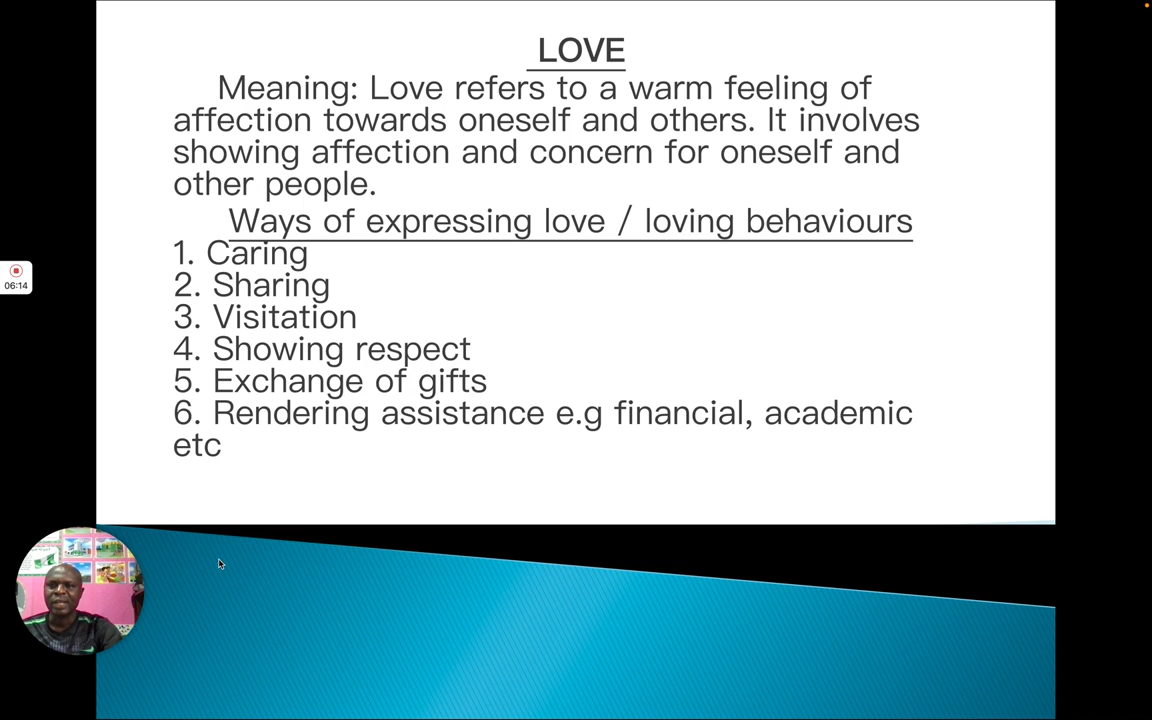 LOVE
Meaning: Love refers to a warm feeling of
affection towards oneself and others. It involves
showing affection and concern for oneself and
other people.
Ways of expressing love / loving behaviours
1. Caring
2. Sharing
3. Visitation
4. Showing respect
5. Exchange of gifts
6. Rendering assistance e.g financial, academic
etc
06:14